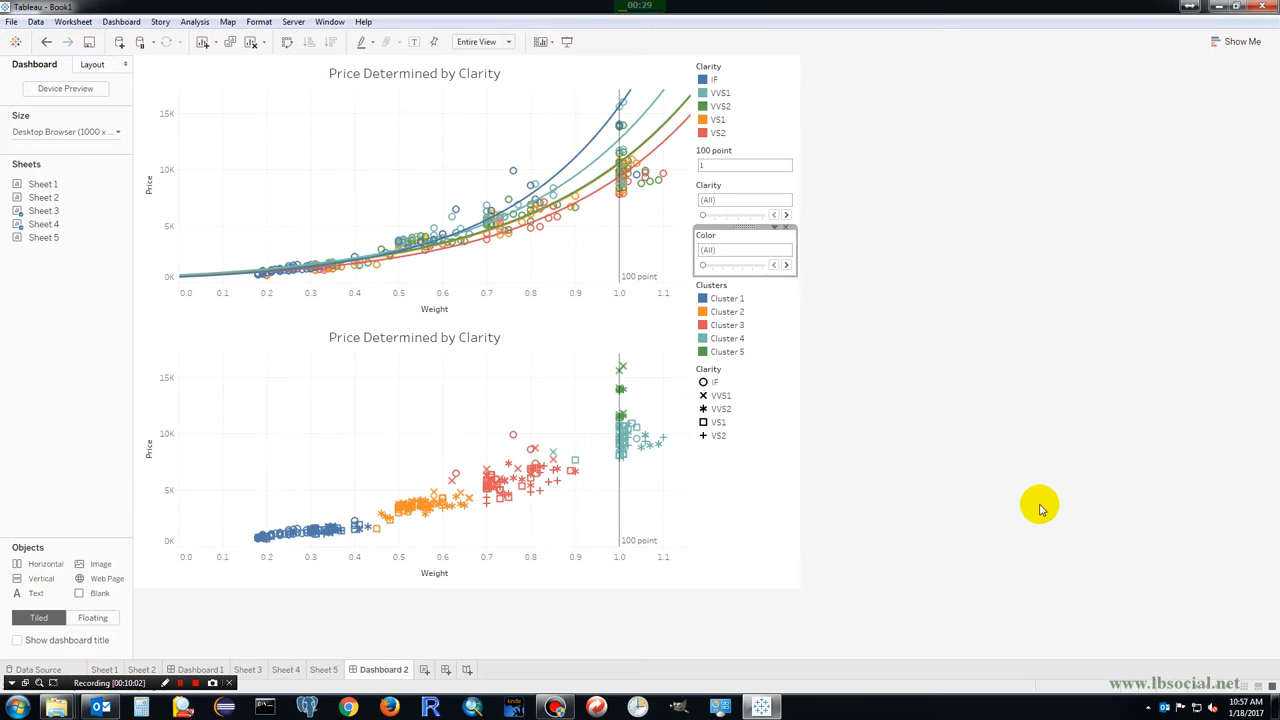 00:29
Tableau - Book1
File Data Worksheet Dashboard Story Analysis Map Format Server Window Help
Entire View
Show Me
Dashboard Layout
Device Preview
Size
Desktop Browser (1000 x ...
Sheets
Sheet 1
Sheet 2
Sheet 3
Sheet 4
Sheet 5
Objects
Horizontal Image
Vertical Web Page
A Text Blank
Tiled Floating
Show dashboard title
Price Determined by Clarity
15K
10K
5K
0K
Price
100 point
0.0 0.1 0.2 0.3 0.4 0.5 0.6 0.7 0.8 0.9 1.0 1.1
Weight
Price Determined by Clarity
15K
10K
5K
0K
Price
100 point
0.0 0.1 0.2 0.3 0.4 0.5 0.6 0.7 0.8 0.9 1.0 1.1
Weight
Clarity
IF
VVS1
VVS2
VS1
VS2
100 point
1
Clarity
(All)
Color
(All)
Clusters
Cluster 1
Cluster 2
Cluster 3
Cluster 4
Cluster 5
Clarity
IF
VVS1
VVS2
VS1
VS2
Data Source Sheet 1 Sheet 2 Dashboard 1 Sheet 3 Sheet 4 Sheet 5 Dashboard 2
Recording [00:10:02]
www.lbsocial.net
kindle
10:57 AM
1/18/2017